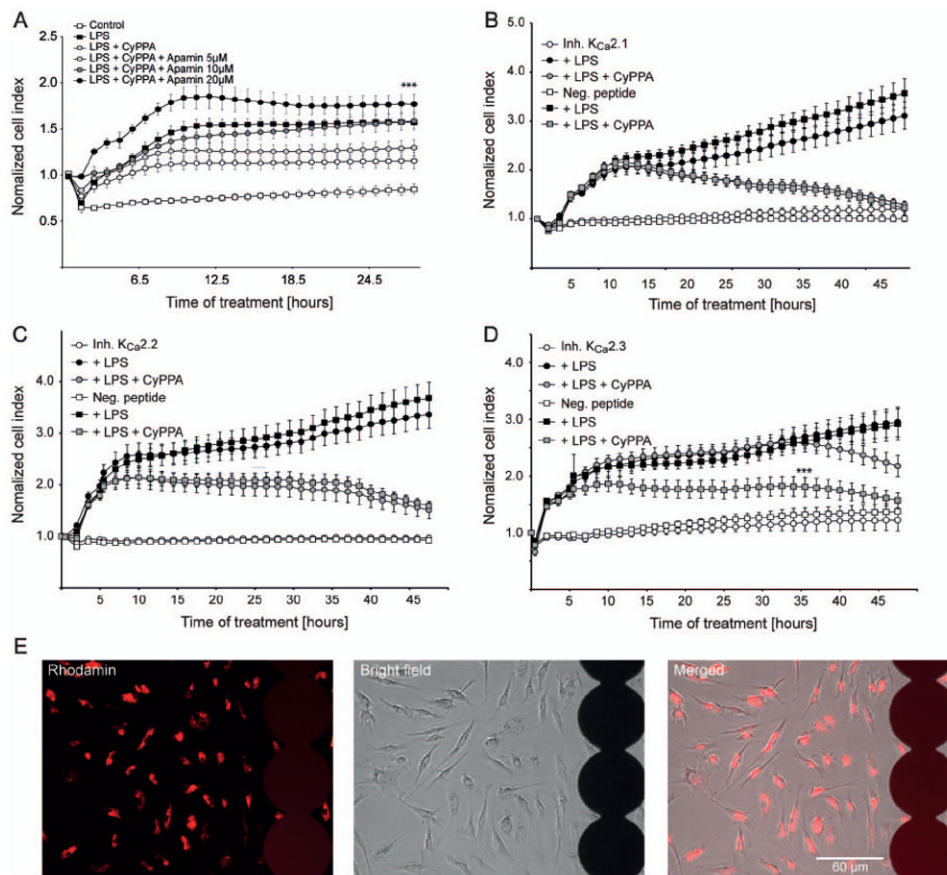 A
Control
LPS
LPS + CyPPA
LPS + CyPPA + Apamin 5µM
LPS + CyPPA + Apamin 10µM
LPS + CyPPA + Apamin 20µM
***
2.5
2.0
1.5
1.0
0.5
Normalized cell index
6.5 12.5 18.5 24.5
Time of treatment [hours]
B
Inh. KCa2.1
+ LPS
+ LPS + CyPPA
Neg. peptide
+ LPS
+ LPS + CyPPA
5.0
4.0
3.0
2.0
1.0
Normalized cell index
5 10 15 20 25 30 35 40 45
Time of treatment [hours]
C
Inh. KCa2.2
+ LPS
+ LPS + CyPPA
Neg. peptide
+ LPS
+ LPS + CyPPA
4.0
3.0
2.0
1.0
Normalized cell index
5 10 15 20 25 30 35 40 45
Time of treatment [hours]
D
Inh. KCa2.3
+ LPS
+ LPS + CyPPA
Neg. peptide
+ LPS
+ LPS + CyPPA
***
4.0
3.0
2.0
1.0
Normalized cell index
5 10 15 20 25 30 35 40 45
Time of treatment [hours]
E
Rhodamin
Bright field
Merged
60 µm